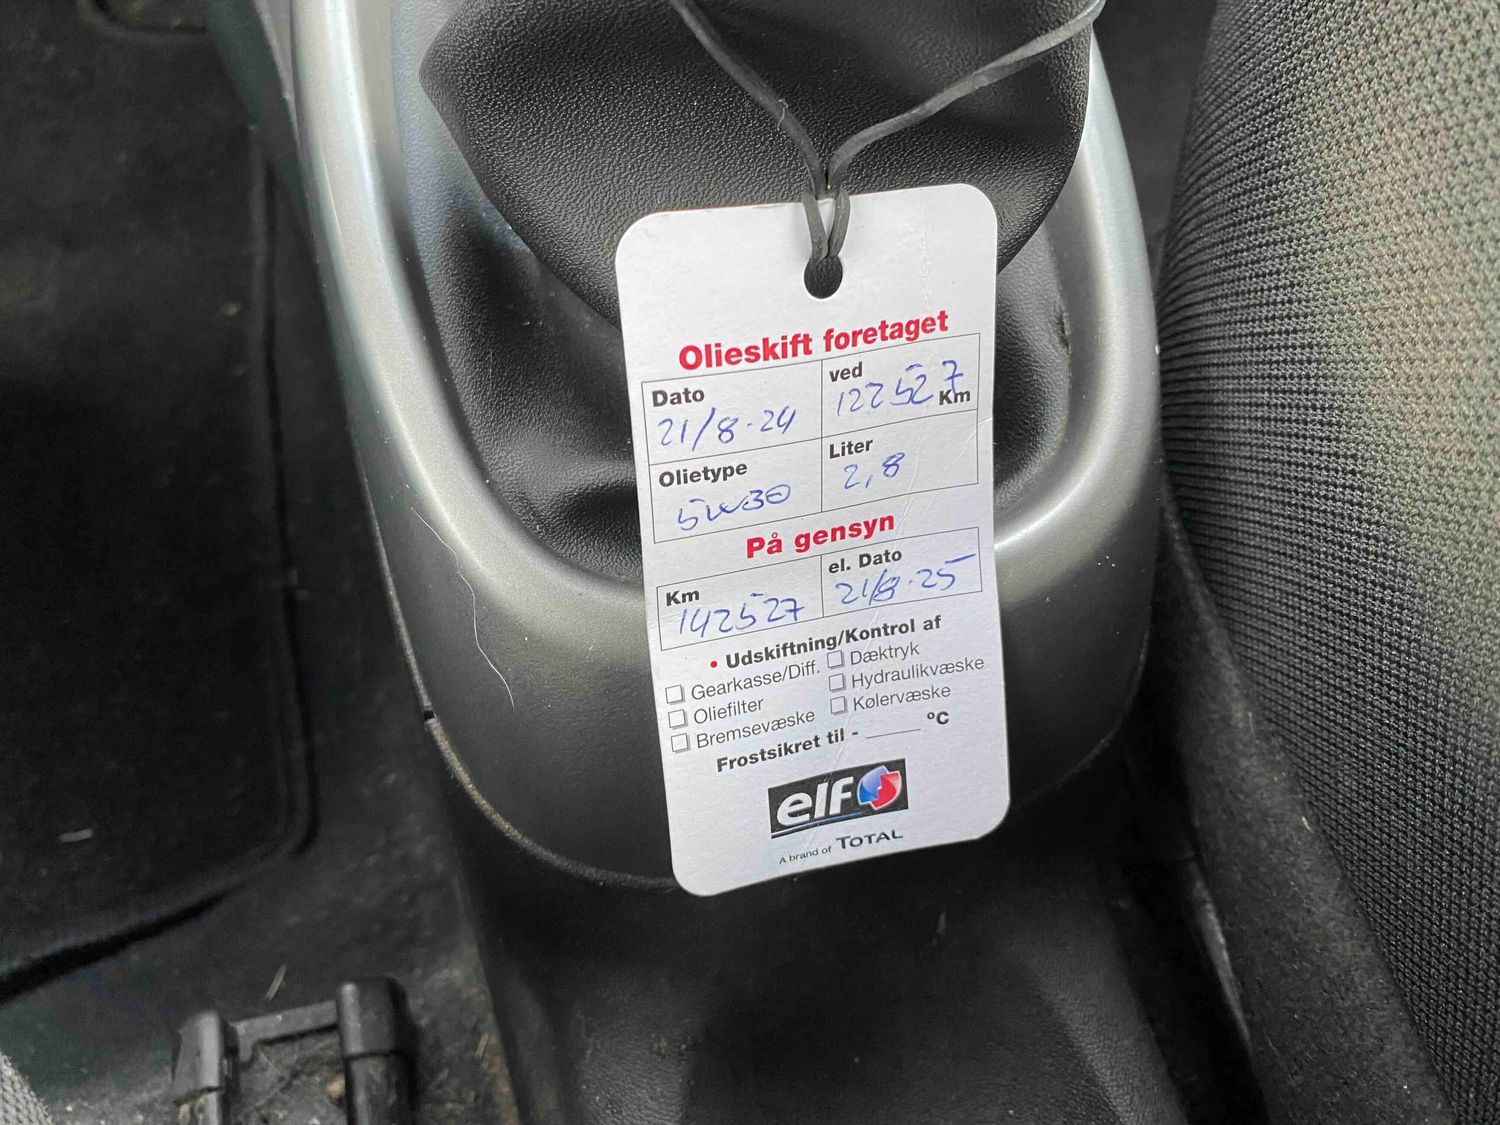 Olieskift foretaget
Dato ved
21/8-24 122527 Km
Olietype Liter
5W30 2,8
På gensyn
Km el. Dato
142527 21/8-25
• Udskiftning/Kontrol af
Gearkasse/Diff. Dæktryk
Oliefilter Hydraulikvæske
Bremsevæske Kølervæske
Frostsikret til - _____ °C
elf
A brand of TOTAL